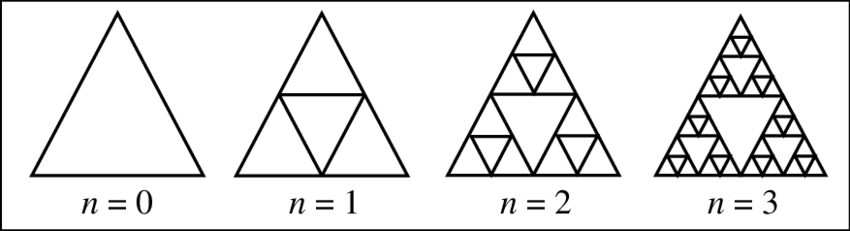 n = 0 n = 1 n = 2 n = 3